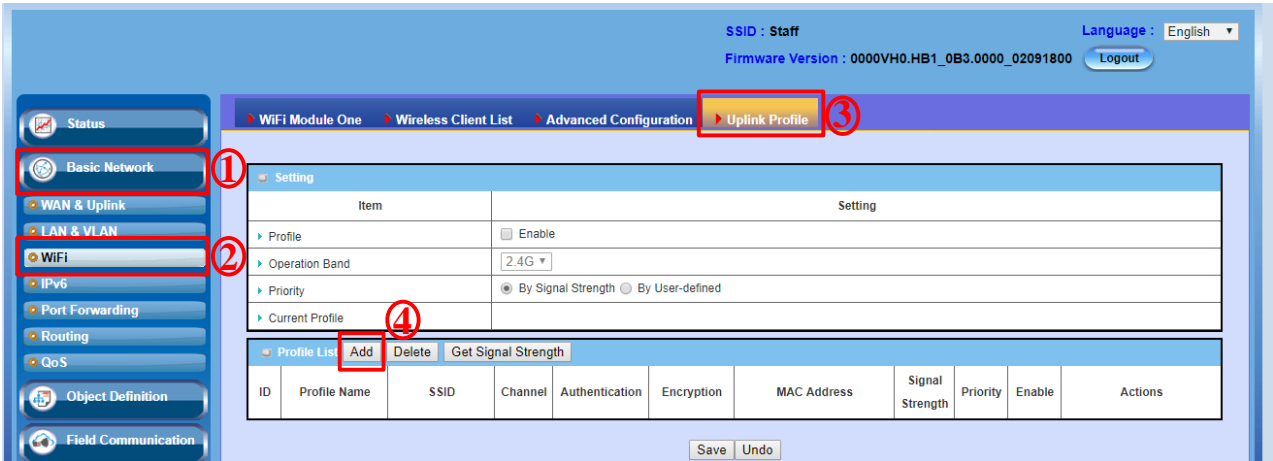 SSID : Staff
Language : English
Firmware Version : 0000VH0.HB1_0B3.0000_02091800
Logout
Status
Basic Network
1
WAN & Uplink
LAN & VLAN
WiFi
2
IPv6
Port Forwarding
Routing
QoS
Object Definition
Field Communication
WiFi Module One Wireless Client List Advanced Configuration Uplink Profile
3
Setting
Item Setting
Profile Enable
Operation Band 2.4G
Priority By Signal Strength By User-defined
Current Profile
4
Profile List Add Delete Get Signal Strength
ID Profile Name SSID Channel Authentication Encryption MAC Address Signal Strength Priority Enable Actions
Save Undo